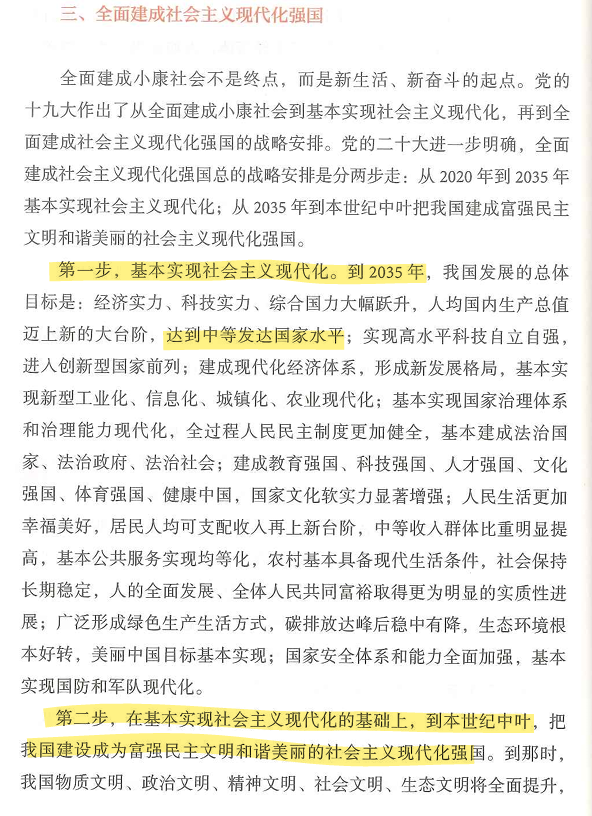 三、全面建成社会主义现代化强国
全面建成小康社会不是终点，而是新生活、新奋斗的起点。党的
十九大作出了从全面建成小康社会到基本实现社会主义现代化，再到全
面建成社会主义现代化强国的战略安排。党的二十大进一步明确，全面
建成社会主义现代化强国总的战略安排是分两步走：从 2020 年到 2035 年
基本实现社会主义现代化；从 2035 年到本世纪中叶把我国建成富强民主
文明和谐美丽的社会主义现代化强国。
第一步，基本实现社会主义现代化。到 2035 年，我国发展的总体
目标是：经济实力、科技实力、综合国力大幅跃升，人均国内生产总值
迈上新的大台阶，达到中等发达国家水平；实现高水平科技自立自强，
进入创新型国家前列；建成现代化经济体系，形成新发展格局，基本实
现新型工业化、信息化、城镇化、农业现代化；基本实现国家治理体系
和治理能力现代化，全过程人民民主制度更加健全，基本建成法治国
家、法治政府、法治社会；建成教育强国、科技强国、人才强国、文化
强国、体育强国、健康中国，国家文化软实力显著增强；人民生活更加
幸福美好，居民人均可支配收入再上新台阶，中等收入群体比重明显提
高，基本公共服务实现均等化，农村基本具备现代生活条件，社会保持
长期稳定，人的全面发展、全体人民共同富裕取得更为明显的实质性进
展；广泛形成绿色生产生活方式，碳排放达峰后稳中有降，生态环境根
本好转，美丽中国目标基本实现；国家安全体系和能力全面加强，基本
实现国防和军队现代化。
第二步，在基本实现社会主义现代化的基础上，到本世纪中叶，把
我国建设成为富强民主文明和谐美丽的社会主义现代化强国。到那时，
我国物质文明、政治文明、精神文明、社会文明、生态文明将全面提升，